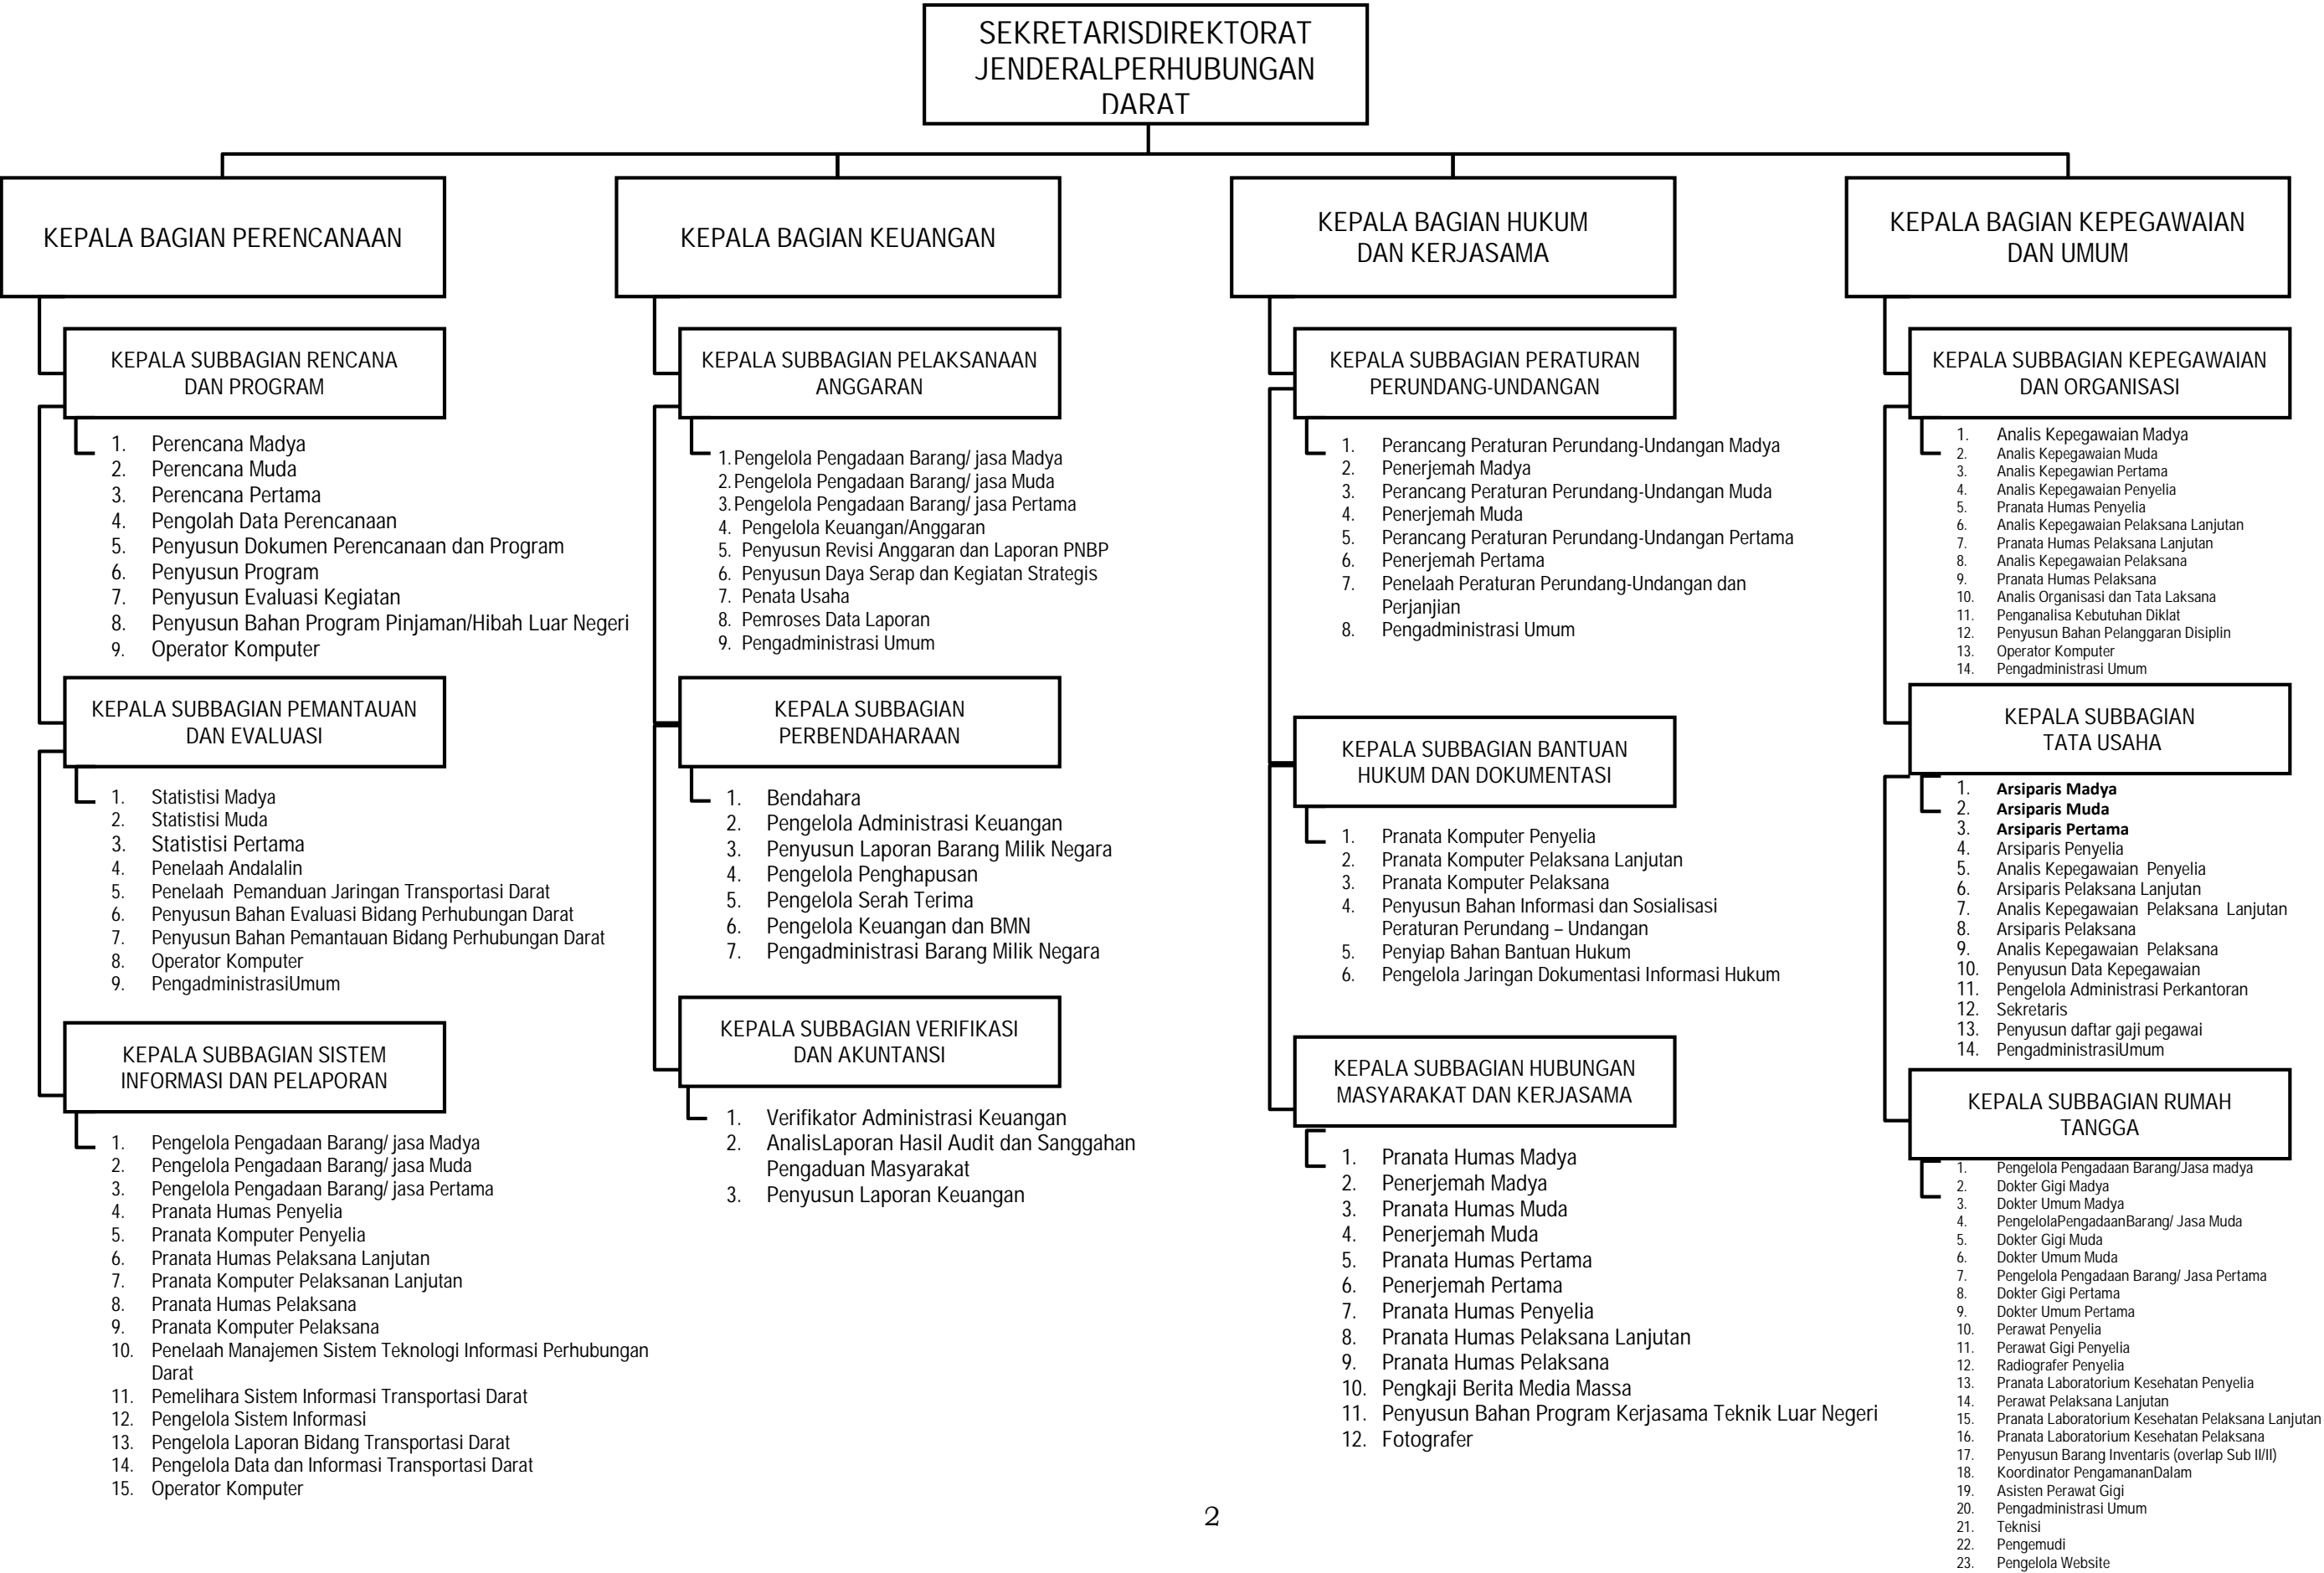 SEKRETARISDIREKTORAT
JENDERALPERHUBUNGAN
DARAT
KEPALA BAGIAN PERENCANAAN
KEPALA SUBBAGIAN RENCANA
DAN PROGRAM
1. Perencana Madya
2. Perencana Muda
3. Perencana Pertama
4. Pengolah Data Perencanaan
5. Penyusun Dokumen Perencanaan dan Program
6. Penyusun Program
7. Penyusun Evaluasi Kegiatan
8. Penyusun Bahan Program Pinjaman/Hibah Luar Negeri
9. Operator Komputer
KEPALA SUBBAGIAN PEMANTAUAN
DAN EVALUASI
1. Statistisi Madya
2. Statistisi Muda
3. Statistisi Pertama
4. Penelaah Andalalin
5. Penelaah Pemanduan Jaringan Transportasi Darat
6. Penyusun Bahan Evaluasi Bidang Perhubungan Darat
7. Penyusun Bahan Pemantauan Bidang Perhubungan Darat
8. Operator Komputer
9. PengadministrasiUmum
KEPALA SUBBAGIAN SISTEM
INFORMASI DAN PELAPORAN
1. Pengelola Pengadaan Barang/ jasa Madya
2. Pengelola Pengadaan Barang/ jasa Muda
3. Pengelola Pengadaan Barang/ jasa Pertama
4. Pranata Humas Penyelia
5. Pranata Komputer Penyelia
6. Pranata Humas Pelaksana Lanjutan
7. Pranata Komputer Pelaksanan Lanjutan
8. Pranata Humas Pelaksana
9. Pranata Komputer Pelaksana
10. Penelaah Manajemen Sistem Teknologi Informasi Perhubungan
Darat
11. Pemelihara Sistem Informasi Transportasi Darat
12. Pengelola Sistem Informasi
13. Pengelola Laporan Bidang Transportasi Darat
14. Pengelola Data dan Informasi Transportasi Darat
15. Operator Komputer
KEPALA BAGIAN KEUANGAN
KEPALA SUBBAGIAN PELAKSANAAN
ANGGARAN
1. Pengelola Pengadaan Barang/ jasa Madya
2. Pengelola Pengadaan Barang/ jasa Muda
3. Pengelola Pengadaan Barang/ jasa Pertama
4. Pengelola Keuangan/Anggaran
5. Penyusun Revisi Anggaran dan Laporan PNBP
6. Penyusun Daya Serap dan Kegiatan Strategis
7. Penata Usaha
8. Pemroses Data Laporan
9. Pengadministrasi Umum
KEPALA SUBBAGIAN
PERBENDAHARAAN
1. Bendahara
2. Pengelola Administrasi Keuangan
3. Penyusun Laporan Barang Milik Negara
4. Pengelola Penghapusan
5. Pengelola Serah Terima
6. Pengelola Keuangan dan BMN
7. Pengadministrasi Barang Milik Negara
KEPALA SUBBAGIAN VERIFIKASI
DAN AKUNTANSI
1. Verifikator Administrasi Keuangan
2. AnalisLaporan Hasil Audit dan Sanggahan
Pengaduan Masyarakat
3. Penyusun Laporan Keuangan
KEPALA BAGIAN HUKUM
DAN KERJASAMA
KEPALA SUBBAGIAN PERATURAN
PERUNDANG-UNDANGAN
1. Perancang Peraturan Perundang-Undangan Madya
2. Penerjemah Madya
3. Perancang Peraturan Perundang-Undangan Muda
4. Penerjemah Muda
5. Perancang Peraturan Perundang-Undangan Pertama
6. Penerjemah Pertama
7. Penelaah Peraturan Perundang-Undangan dan
Perjanjian
8. Pengadministrasi Umum
KEPALA SUBBAGIAN BANTUAN
HUKUM DAN DOKUMENTASI
1. Pranata Komputer Penyelia
2. Pranata Komputer Pelaksana Lanjutan
3. Pranata Komputer Pelaksana
4. Penyusun Bahan Informasi dan Sosialisasi
Peraturan Perundang – Undangan
5. Penyiap Bahan Bantuan Hukum
6. Pengelola Jaringan Dokumentasi Informasi Hukum
KEPALA SUBBAGIAN HUBUNGAN
MASYARAKAT DAN KERJASAMA
1. Pranata Humas Madya
2. Penerjemah Madya
3. Pranata Humas Muda
4. Penerjemah Muda
5. Pranata Humas Pertama
6. Penerjemah Pertama
7. Pranata Humas Penyelia
8. Pranata Humas Pelaksana Lanjutan
9. Pranata Humas Pelaksana
10. Pengkaji Berita Media Massa
11. Penyusun Bahan Program Kerjasama Teknik Luar Negeri
12. Fotografer
KEPALA BAGIAN KEPEGAWAIAN
DAN UMUM
KEPALA SUBBAGIAN KEPEGAWAIAN
DAN ORGANISASI
1. Analis Kepegawaian Madya
2. Analis Kepegawaian Muda
3. Analis Kepegawian Pertama
4. Analis Kepegawaian Penyelia
5. Pranata Humas Penyelia
6. Analis Kepegawaian Pelaksana Lanjutan
7. Pranata Humas Pelaksana Lanjutan
8. Analis Kepegawaian Pelaksana
9. Pranata Humas Pelaksana
10. Analis Organisasi dan Tata Laksana
11. Penganalisa Kebutuhan Diklat
12. Penyusun Bahan Pelanggaran Disiplin
13. Operator Komputer
14. Pengadministrasi Umum
KEPALA SUBBAGIAN
TATA USAHA
1. Arsiparis Madya
2. Arsiparis Muda
3. Arsiparis Pertama
4. Arsiparis Penyelia
5. Analis Kepegawaian Penyelia
6. Arsiparis Pelaksana Lanjutan
7. Analis Kepegawaian Pelaksana Lanjutan
8. Arsiparis Pelaksana
9. Analis Kepegawaian Pelaksana
10. Penyusun Data Kepegawaian
11. Pengelola Administrasi Perkantoran
12. Sekretaris
13. Penyusun daftar gaji pegawai
14. PengadministrasiUmum
KEPALA SUBBAGIAN RUMAH
TANGGA
1. Pengelola Pengadaan Barang/Jasa madya
2. Dokter Gigi Madya
3. Dokter Umum Madya
4. PengelolaPengadaanBarang/ Jasa Muda
5. Dokter Gigi Muda
6. Dokter Umum Muda
7. Pengelola Pengadaan Barang/ Jasa Pertama
8. Dokter Gigi Pertama
9. Dokter Umum Pertama
10. Perawat Penyelia
11. Perawat Gigi Penyelia
12. Radiografer Penyelia
13. Pranata Laboratorium Kesehatan Penyelia
14. Perawat Pelaksana Lanjutan
15. Pranata Laboratorium Kesehatan Pelaksana Lanjutan
16. Pranata Laboratorium Kesehatan Pelaksana
17. Penyusun Barang Inventaris (overlap Sub II/II)
18. Koordinator PengamananDalam
19. Asisten Perawat Gigi
20. Pengadministrasi Umum
21. Teknisi
22. Pengemudi
23. Pengelola Website
2